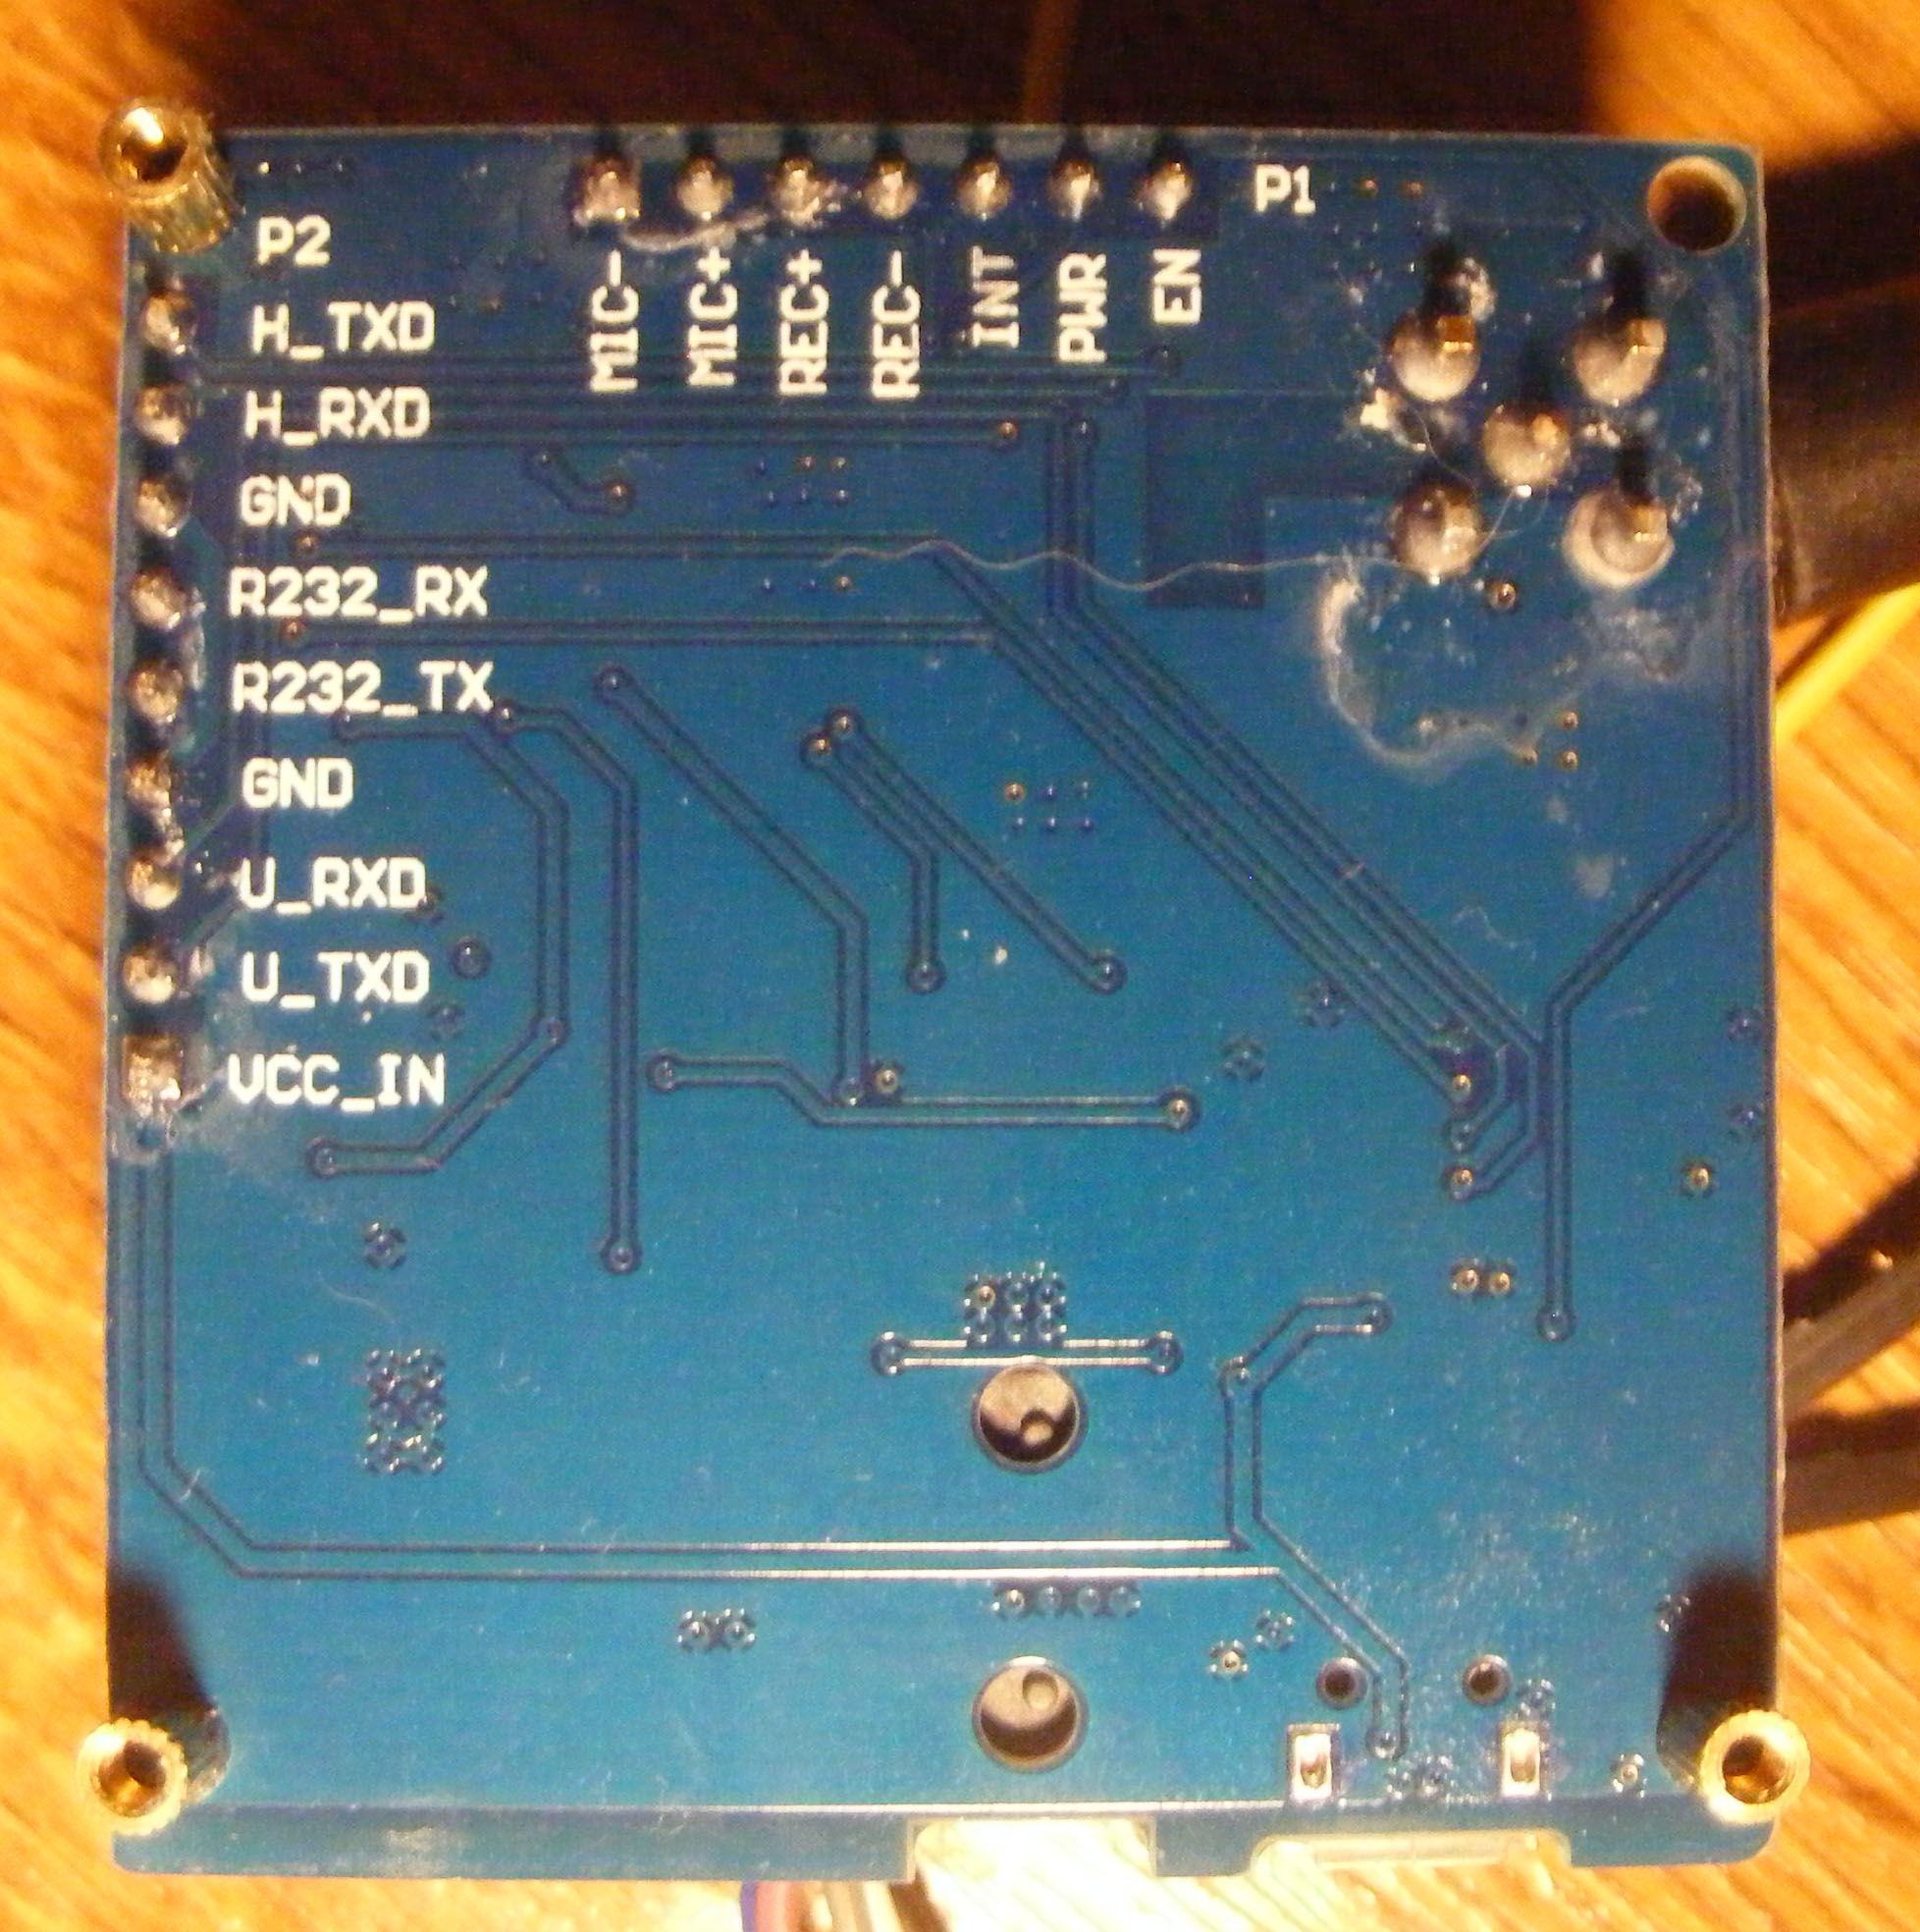 P1
P2
MIC-
MIC+
REC+
REC-
INT
PWR
EN
H_TXD
H_RXD
GND
R232_RX
R232_TX
GND
U_RXD
U_TXD
VCC_IN